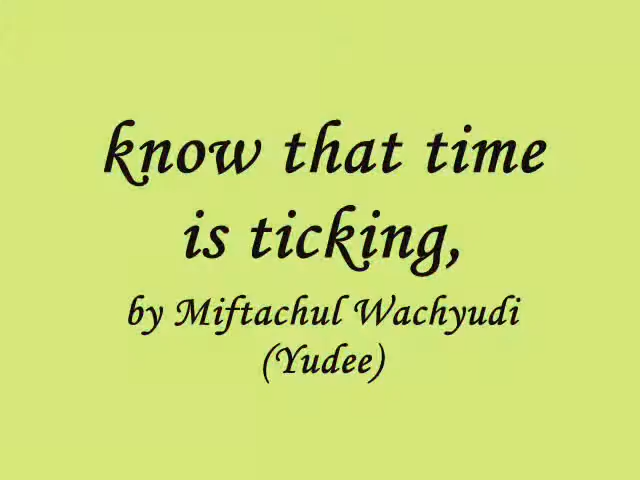 know that time
is ticking,
by Miftachul Wachyudi
(Yudee)